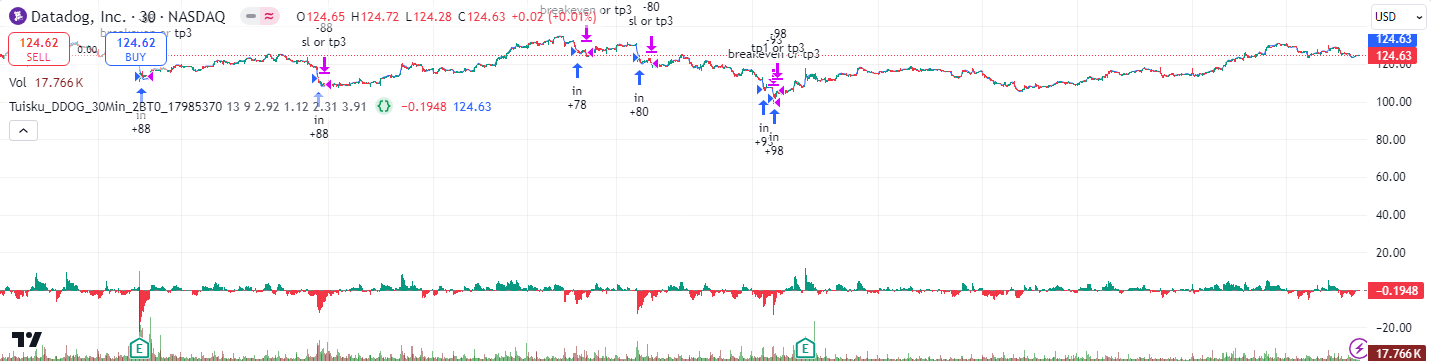 Datadog, Inc. · 30 · NASDAQ
O124.65 H124.72 L124.28 C124.63 +0.02 (+0.01%)
USD
124.62
SELL
0.00
124.62
BUY
Vol 17.766 K
Tuisku_DDOG_30Min_2BT0_17985370 13 9 2.92 1.12 2.31 3.91 −0.1948 124.63
breakeven or tp3
in
+88
-88
sl or tp3
in
+88
breakeven or tp3
in
+78
-80
sl or tp3
in
+80
-98
-93
tp1 or tp3
breakeven or tp3
in
+93
in
+98
124.63
124.63
120.00
100.00
80.00
60.00
40.00
20.00
−0.1948
−20.00
17.766 K
E
E